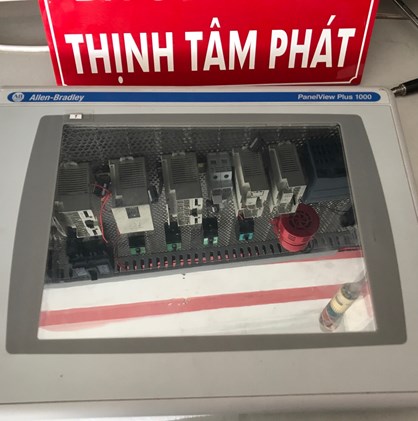 THỊNH TÂM PHÁT
Allen-Bradley PanelView Plus 1000